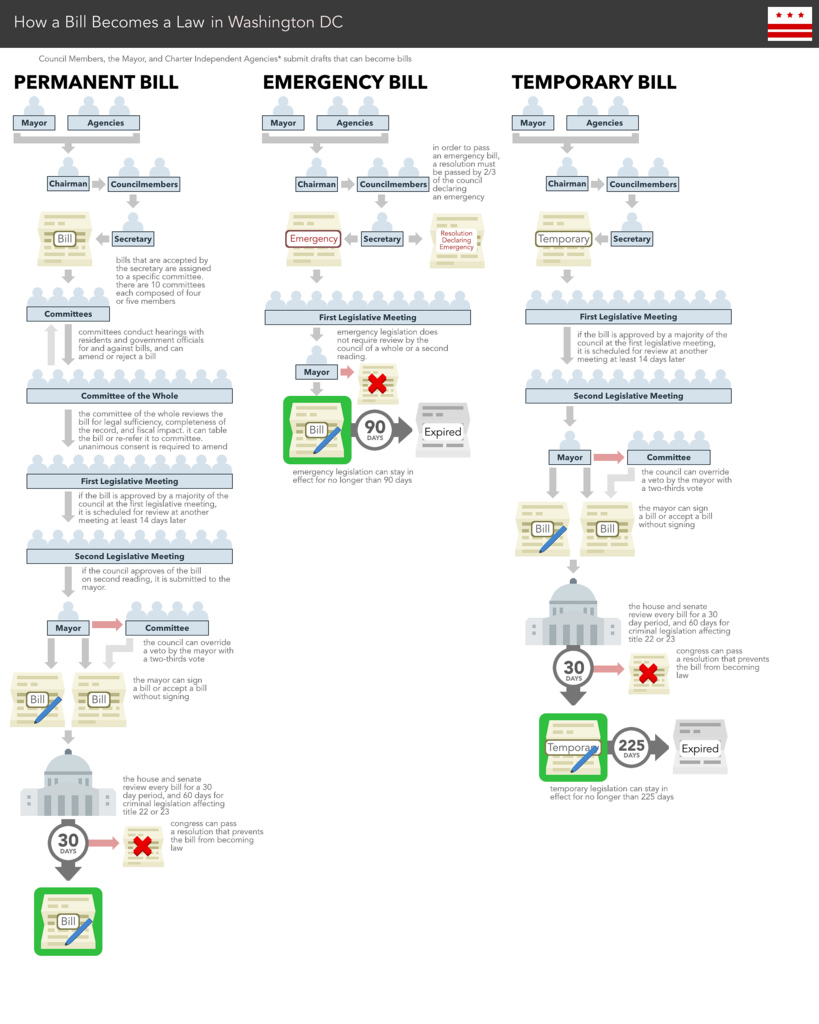 How a Bill Becomes a Law in Washington DC
Council Members, the Mayor, and Charter Independent Agencies* submit drafts that can become bills
PERMANENT BILL
Mayor
Agencies
Chairman
Councilmembers
Bill
Secretary
bills that are accepted by
the secretary are assigned
to a specific committee.
there are 10 committees
each composed of four
or five members
Committees
committees conduct hearings with
residents and government officials
for and against bills, and can
amend or reject a bill
Committee of the Whole
the committee of the whole reviews the
bill for legal sufficiency, completeness of
the record, and fiscal impact. it can table
the bill or re-refer it to committee.
unanimous consent is required to amend
First Legislative Meeting
if the bill is approved by a majority of the
council at the first legislative meeting,
it is scheduled for review at another
meeting at least 14 days later
Second Legislative Meeting
if the council approves of the bill
on second reading, it is submitted to the
mayor.
Mayor
Committee
the council can override
a veto by the mayor with
a two-thirds vote
Bill
Bill
the mayor can sign
a bill or accept a bill
without signing
the house and senate
review every bill for a 30
day period, and 60 days for
criminal legislation affecting
title 22 or 23
30
DAYS
congress can pass
a resolution that prevents
the bill from becoming
law
Bill
EMERGENCY BILL
Mayor
Agencies
in order to pass
an emergency bill,
a resolution must
be passed by 2/3
of the council
declaring
an emergency
Chairman
Councilmembers
Emergency
Secretary
Resolution
Declaring
Emergency
First Legislative Meeting
emergency legislation does
not require review by the
council of a whole or a second
reading.
Mayor
Bill
90
DAYS
Expired
emergency legislation can stay in
effect for no longer than 90 days
TEMPORARY BILL
Mayor
Agencies
Chairman
Councilmembers
Temporary
Secretary
First Legislative Meeting
if the bill is approved by a majority of the
council at the first legislative meeting,
it is scheduled for review at another
meeting at least 14 days later
Second Legislative Meeting
Mayor
Committee
the council can override
a veto by the mayor with
a two-thirds vote
Bill
Bill
the mayor can sign
a bill or accept a bill
without signing
the house and senate
review every bill for a 30
day period, and 60 days for
criminal legislation affecting
title 22 or 23
30
DAYS
congress can pass
a resolution that prevents
the bill from becoming
law
Temporary
225
DAYS
Expired
temporary legislation can stay in
effect for no longer than 225 days